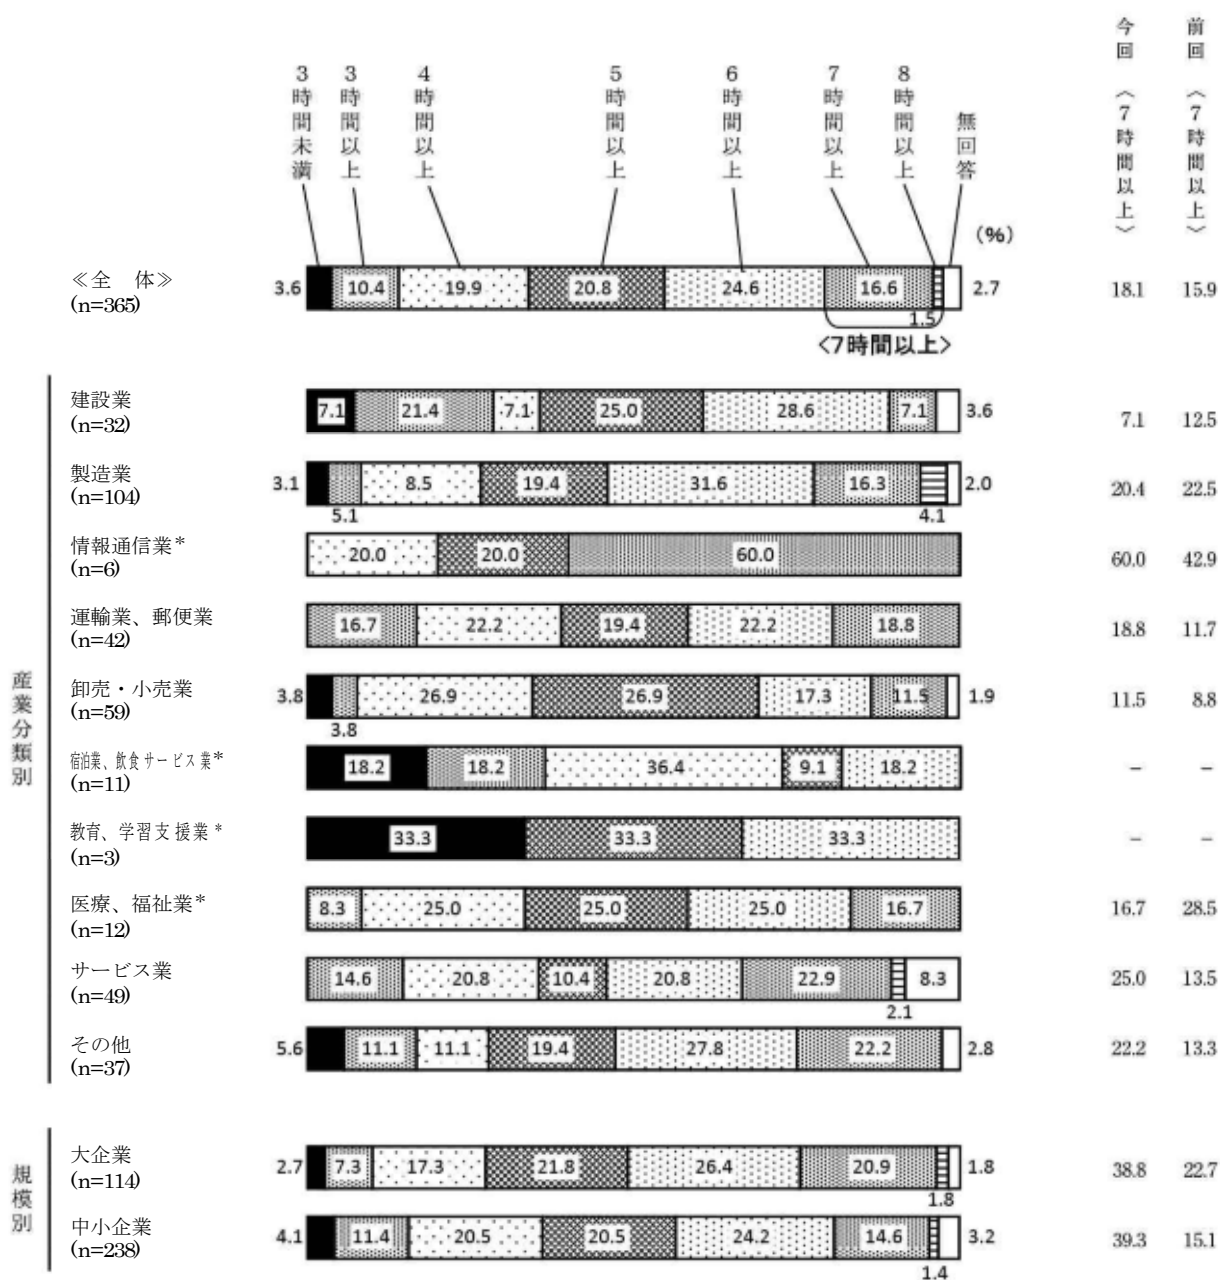 今回〈7時間以上〉
前回〈7時間以上〉
3時間未満
3時間以上
4時間以上
5時間以上
6時間以上
7時間以上
8時間以上
無回答
(%)
≪全　体≫
(n=365)
3.6 10.4 19.9 20.8 24.6 16.6 2.7 18.1 15.9
1.5
<7時間以上>
産業分類別
建設業
(n=32)
7.1 21.4 7.1 25.0 28.6 7.1 3.6 7.1 12.5
製造業
(n=104)
3.1 8.5 19.4 31.6 16.3 2.0 20.4 22.5
5.1 4.1
情報通信業*
(n=6)
20.0 20.0 60.0 60.0 42.9
運輸業、郵便業
(n=42)
16.7 22.2 19.4 22.2 18.8 18.8 11.7
卸売・小売業
(n=59)
3.8 26.9 26.9 17.3 11.5 1.9 11.5 8.8
3.8
宿泊業、飲食サービス業*
(n=11)
18.2 18.2 36.4 9.1 18.2 − −
教育、学習支援業*
(n=3)
33.3 33.3 33.3 − −
医療、福祉業*
(n=12)
8.3 25.0 25.0 25.0 16.7 16.7 28.5
サービス業
(n=49)
14.6 20.8 10.4 20.8 22.9 8.3 25.0 13.5
2.1
その他
(n=37)
5.6 11.1 11.1 19.4 27.8 22.2 2.8 22.2 13.3
規模別
大企業
(n=114)
2.7 7.3 17.3 21.8 26.4 20.9 1.8 38.8 22.7
1.8
中小企業
(n=238)
4.1 11.4 20.5 20.5 24.2 14.6 3.2 39.3 15.1
1.4